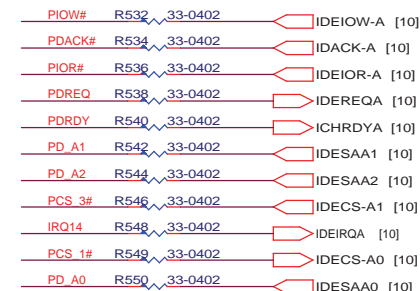 PIOW# R532 33-0402 IDEIOW-A [10]
PDACK# R534 33-0402 IDACK-A [10]
PIOR# R536 33-0402 IDEIOR-A [10]
PDREQ R538 33-0402 IDEREQA [10]
PDRDY R540 33-0402 ICHRDYA [10]
PD_A1 R542 33-0402 IDESAA1 [10]
PD_A2 R544 33-0402 IDESAA2 [10]
PCS_3# R546 33-0402 IDECS-A1 [10]
IRQ14 R548 33-0402 IDEIRQA [10]
PCS_1# R549 33-0402 IDECS-A0 [10]
PD_A0 R550 33-0402 IDESAA0 [10]